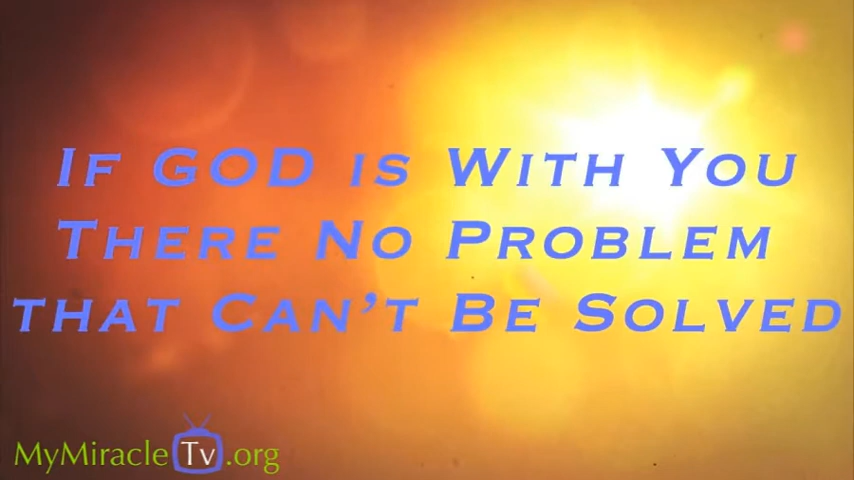 If GOD is With You
There No Problem
that Can't Be Solved
MyMiracleTv.org